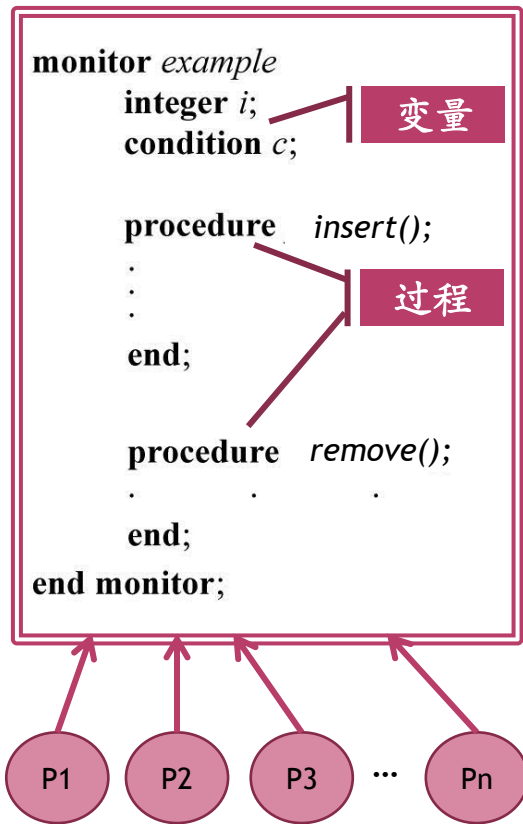 monitor example
integer i;
变量
condition c;
procedure insert();
.
.
.
过程
end;
procedure remove();
. . .
end;
end monitor;
P1 P2 P3 ... Pn